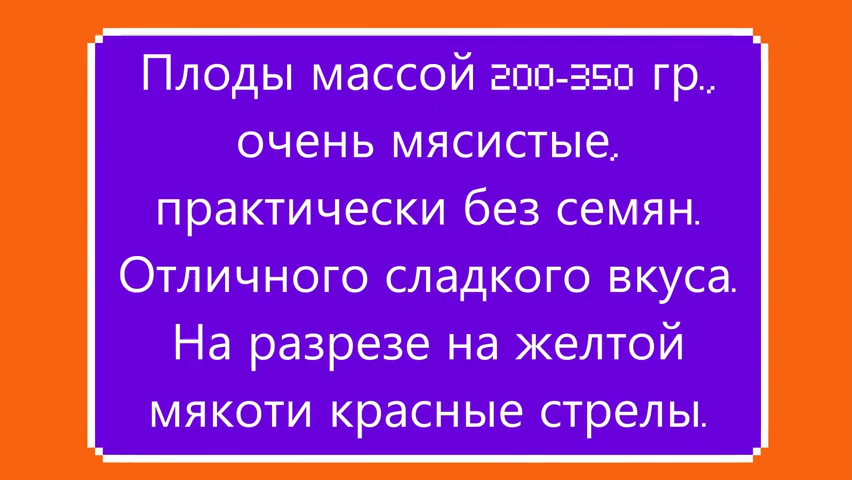 Плоды массой 200-350 гр.,
очень мясистые,
практически без семян.
Отличного сладкого вкуса.
На разрезе на желтой
мякоти красные стрелы.